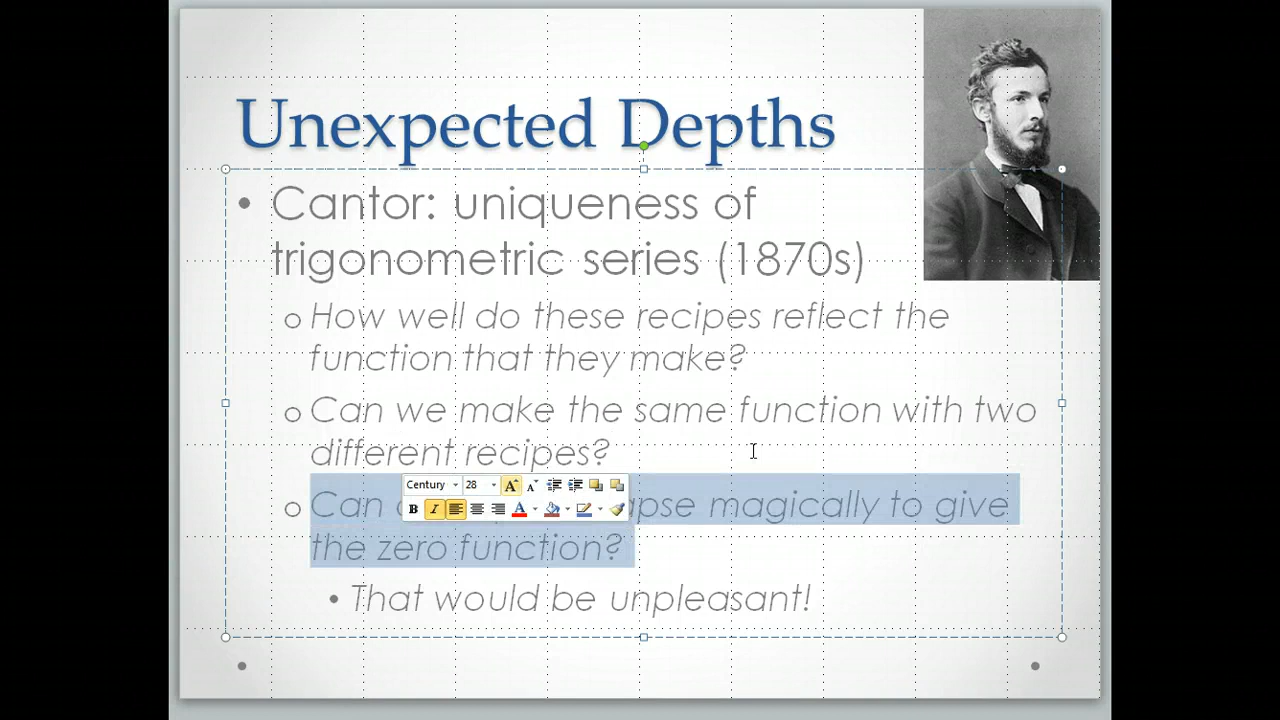 Unexpected Depths
• Cantor: uniqueness of
trigonometric series (1870s)
o How well do these recipes reflect the
function that they make?
o Can we make the same function with two
different recipes?
Century 28 A A
B I A
o Can magically to give
the zero function?
• That would be unpleasant!